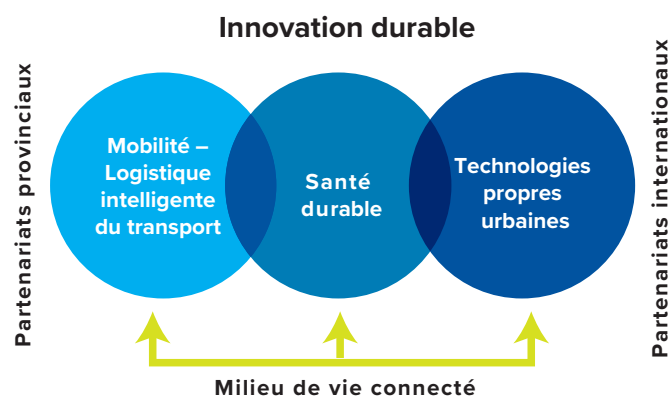 Innovation durable
Partenariats provinciaux
Mobilité –
Logistique
intelligente
du transport
Santé
durable
Technologies
propres
urbaines
Partenariats internationaux
Milieu de vie connecté